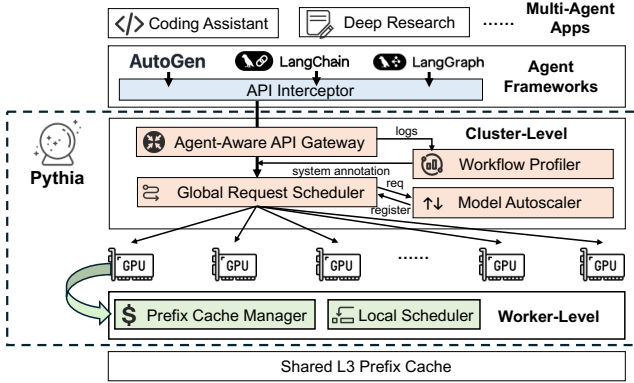 Coding Assistant
Deep Research
......
Multi-Agent
Apps
AutoGen
LangChain
LangGraph
Agent
Frameworks
API Interceptor
Pythia
Agent-Aware API Gateway
logs
Cluster-Level
Workflow Profiler
system annotation
Global Request Scheduler
req
register
Model Autoscaler
GPU
GPU
GPU
......
GPU
GPU
$ Prefix Cache Manager
Local Scheduler
Worker-Level
Shared L3 Prefix Cache